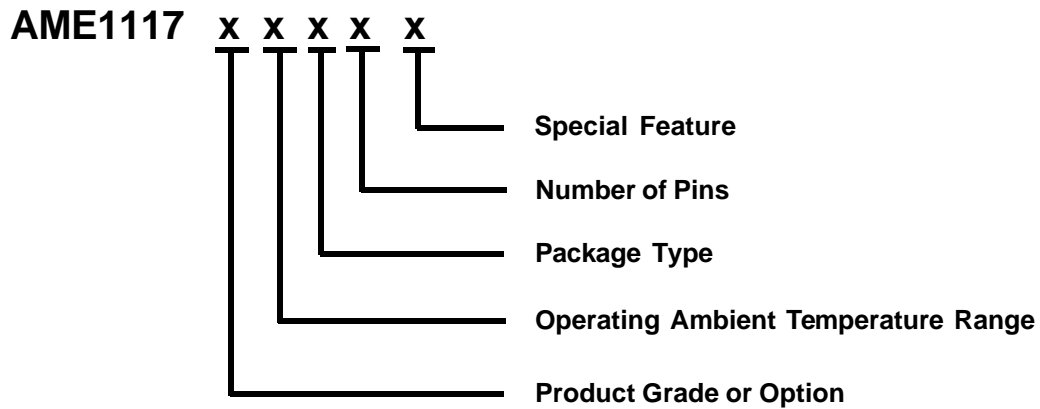 AME1117 x x x x x
Special Feature
Number of Pins
Package Type
Operating Ambient Temperature Range
Product Grade or Option